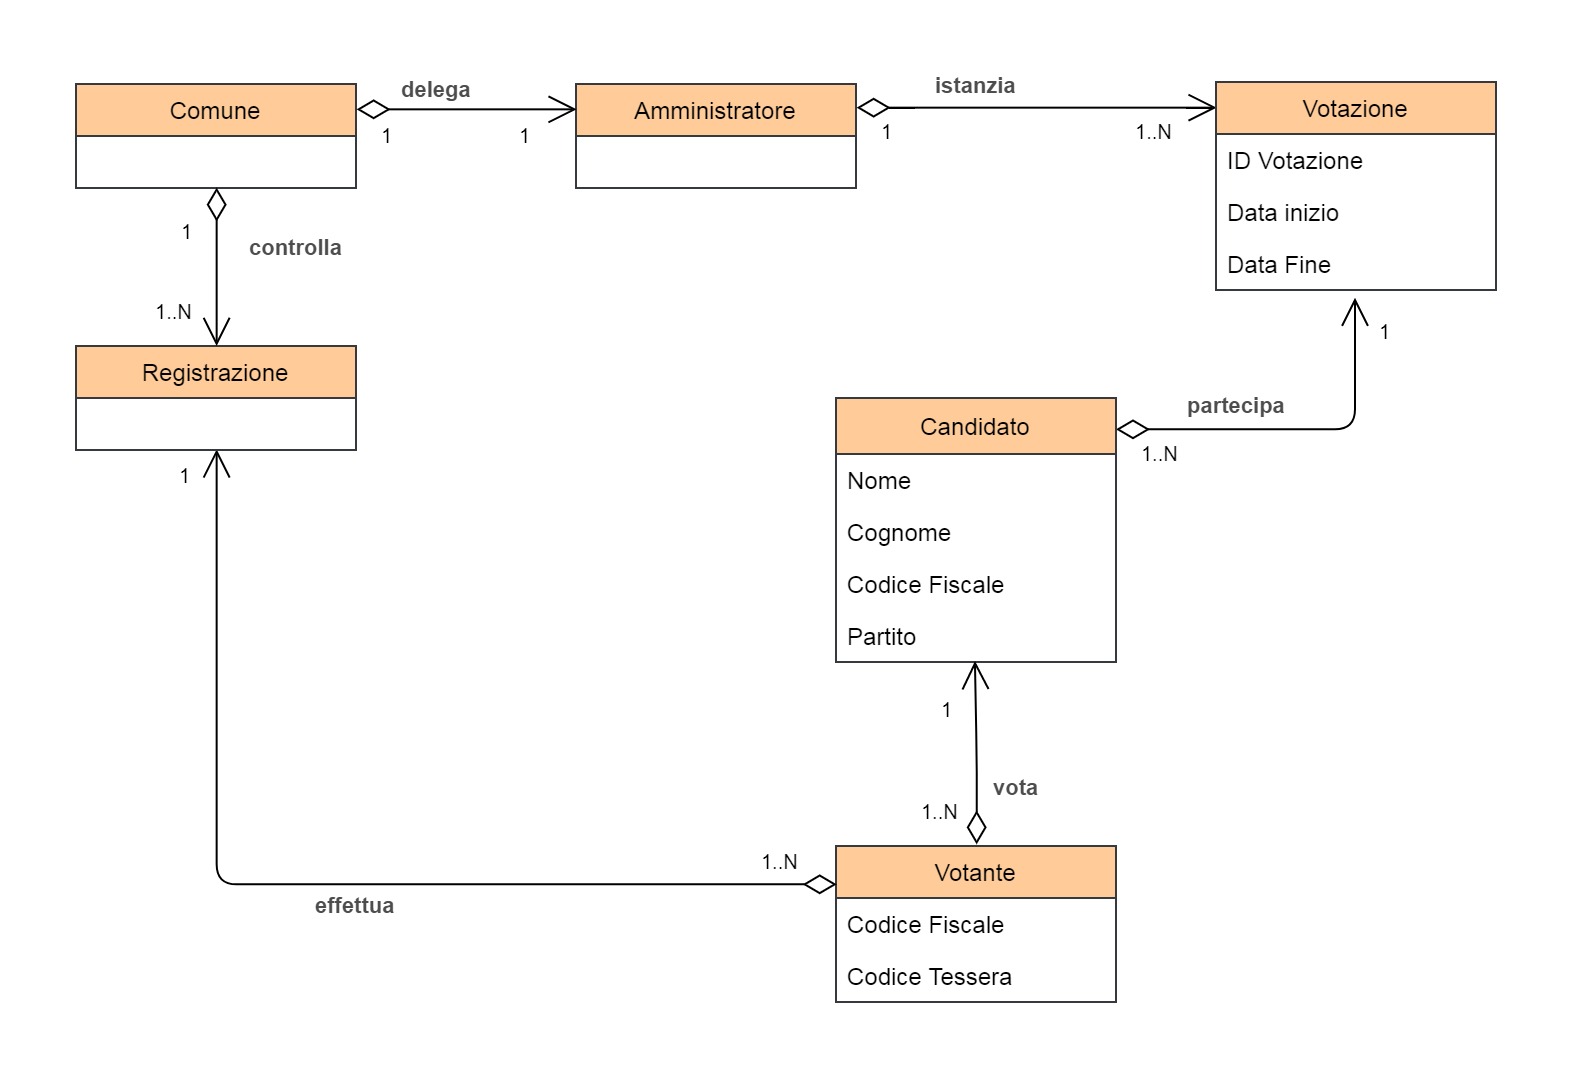 Comune
delega
1
1
Amministratore
istanzia
1
1..N
Votazione
ID Votazione
Data inizio
Data Fine
1
controlla
1..N
Registrazione
1
partecipa
1..N
1
Candidato
Nome
Cognome
Codice Fiscale
Partito
1
vota
1..N
1..N
effettua
Votante
Codice Fiscale
Codice Tessera